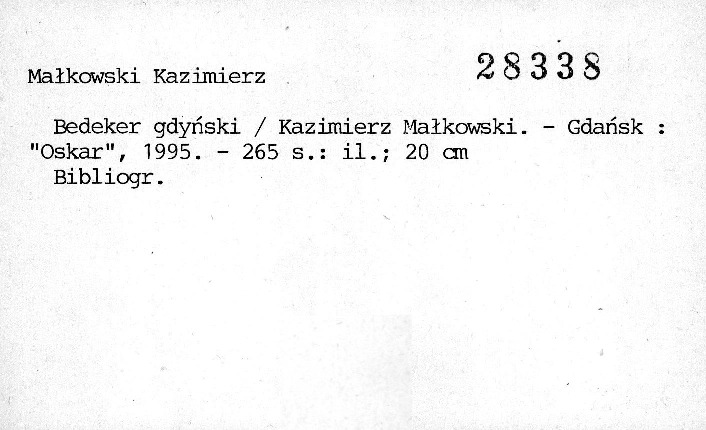 Małkowski Kazimierz 28338
Bedeker gdyński / Kazimierz Małkowski. - Gdańsk :
"Oskar", 1995. - 265 s.: il.; 20 cm
Bibliogr.